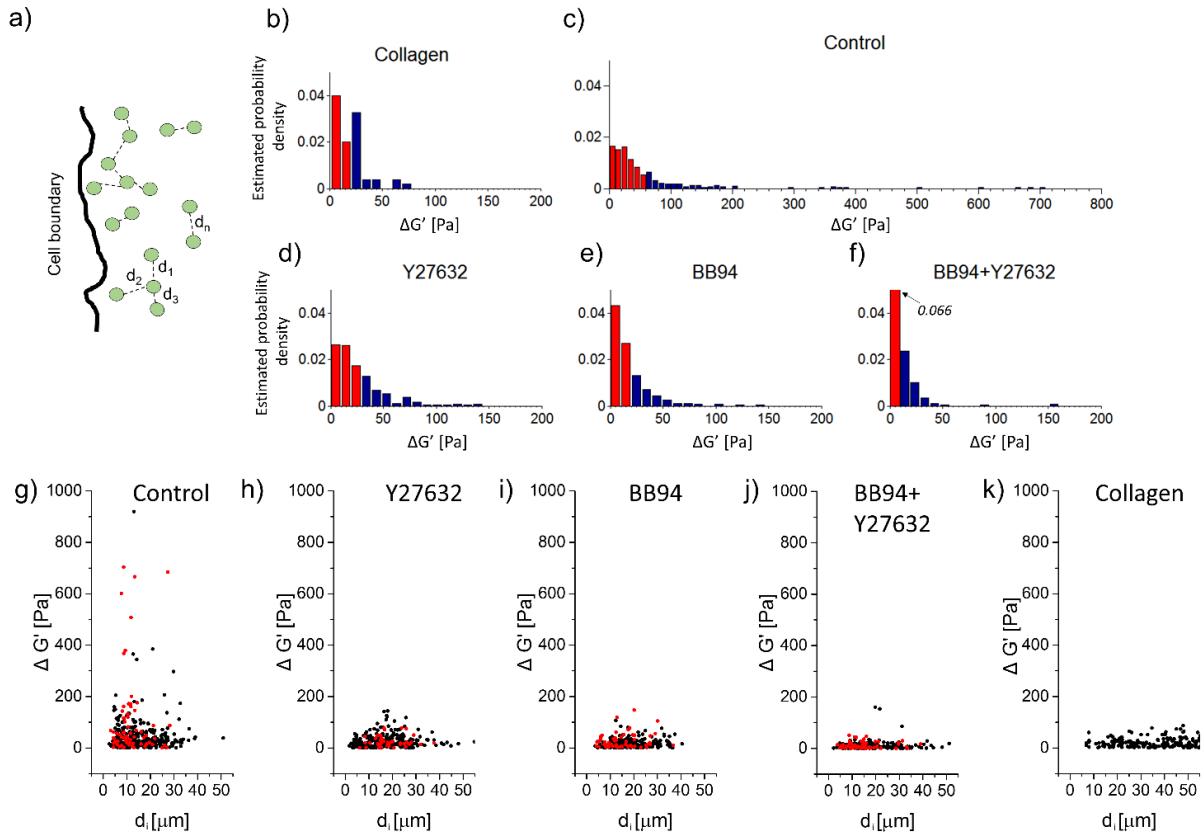 a)
Cell boundary
d₁
d₂
d₃
dₙ
b)
Collagen
Estimated probability
density
0.04
0.02
0
0 50 100 150 200
ΔG' [Pa]
c)
Control
0.04
0.02
0
0 100 200 300 400 500 600 700 800
ΔG' [Pa]
d)
Y27632
Estimated probability
density
0.04
0.02
0
0 50 100 150 200
ΔG' [Pa]
e)
BB94
0.04
0.02
0
0 50 100 150 200
ΔG' [Pa]
f)
BB94+Y27632
0.066
0.04
0.02
0
0 50 100 150 200
ΔG' [Pa]
g)
Control
Δ G' [Pa]
1000
800
600
400
200
0
0 10 20 30 40 50
dᵢ [μm]
h)
Y27632
Δ G' [Pa]
1000
800
600
400
200
0
0 10 20 30 40 50
dᵢ [μm]
i)
BB94
Δ G' [Pa]
1000
800
600
400
200
0
0 10 20 30 40 50
dᵢ [μm]
j)
BB94+
Y27632
Δ G' [Pa]
1000
800
600
400
200
0
0 10 20 30 40 50
dᵢ [μm]
k)
Collagen
Δ G' [Pa]
1000
800
600
400
200
0
0 10 20 30 40 50
dᵢ [μm]